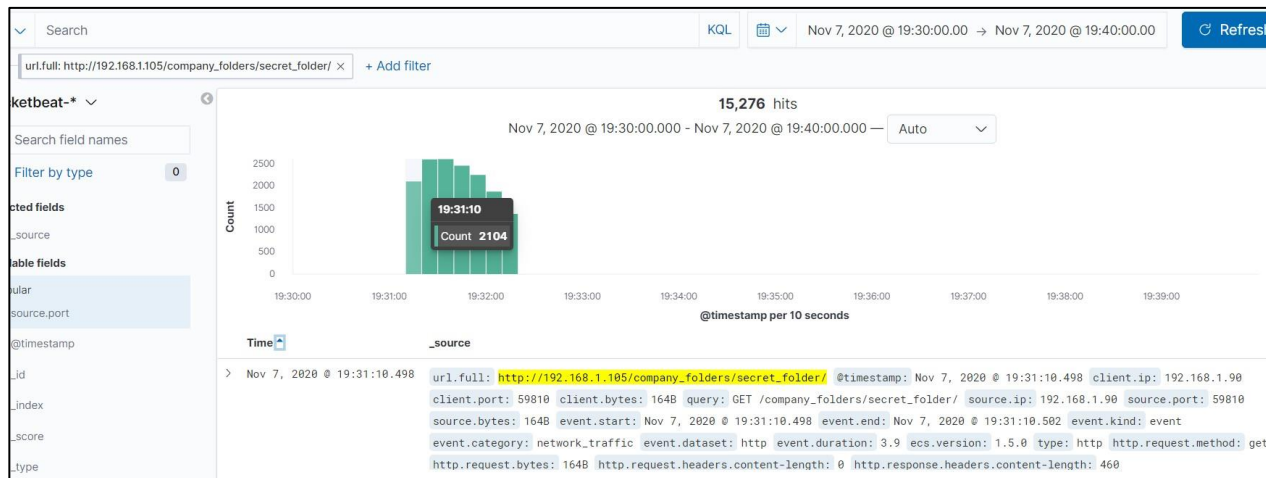 Search KQL Nov 7, 2020 @ 19:30:00.00 → Nov 7, 2020 @ 19:40:00.00 Refresh
url.full: http://192.168.1.105/company_folders/secret_folder/ × + Add filter
ketbeat-*
Search field names
Filter by type 0
cted fields
_source
lable fields
ular
source.port
@timestamp
_id
_index
_score
_type
15,276 hits
Nov 7, 2020 @ 19:30:00.000 - Nov 7, 2020 @ 19:40:00.000 — Auto
Count
2500
2000
1500
1000
500
0
19:31:10
Count 2104
19:30:00 19:31:00 19:32:00 19:33:00 19:34:00 19:35:00 19:36:00 19:37:00 19:38:00 19:39:00
@timestamp per 10 seconds
Time _source
> Nov 7, 2020 @ 19:31:10.498 url.full: http://192.168.1.105/company_folders/secret_folder/ @timestamp: Nov 7, 2020 @ 19:31:10.498 client.ip: 192.168.1.90
client.port: 59810 client.bytes: 164B query: GET /company_folders/secret_folder/ source.ip: 192.168.1.90 source.port: 59810
source.bytes: 164B event.start: Nov 7, 2020 @ 19:31:10.498 event.end: Nov 7, 2020 @ 19:31:10.502 event.kind: event
event.category: network_traffic event.dataset: http event.duration: 3.9 ecs.version: 1.5.0 type: http http.request.method: get
http.request.bytes: 164B http.request.headers.content-length: 0 http.response.headers.content-length: 460